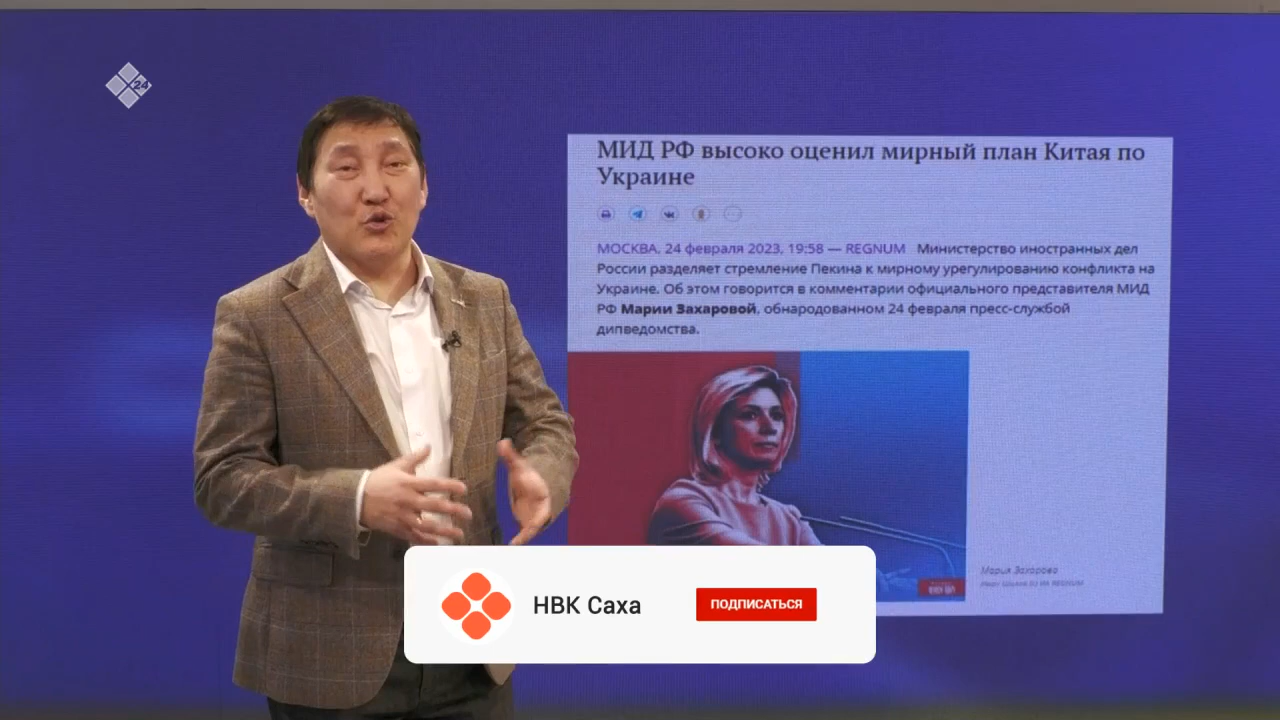 24
МИД РФ высоко оценил мирный план Китая по
Украине
МОСКВА, 24 февраля 2023, 19:58 — REGNUM Министерство иностранных дел
России разделяет стремление Пекина к мирному урегулированию конфликта на
Украине. Об этом говорится в комментарии официального представителя МИД
РФ Марии Захаровой, обнародованном 24 февраля пресс-службой
дипведомства.
Мария Захарова
REGNUM
НВК Саха
ПОДПИСАТЬСЯ